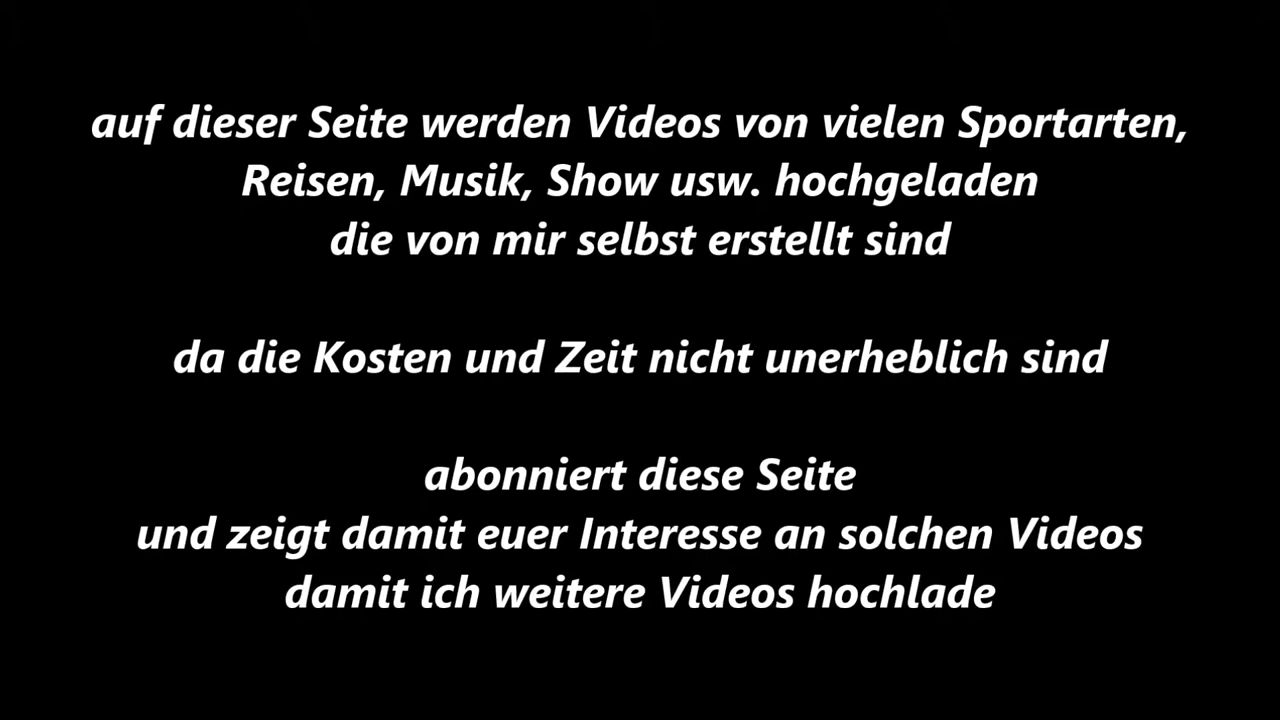 auf dieser Seite werden Videos von vielen Sportarten,
Reisen, Musik, Show usw. hochgeladen
die von mir selbst erstellt sind
da die Kosten und Zeit nicht unerheblich sind
abonniert diese Seite
und zeigt damit euer Interesse an solchen Videos
damit ich weitere Videos hochlade